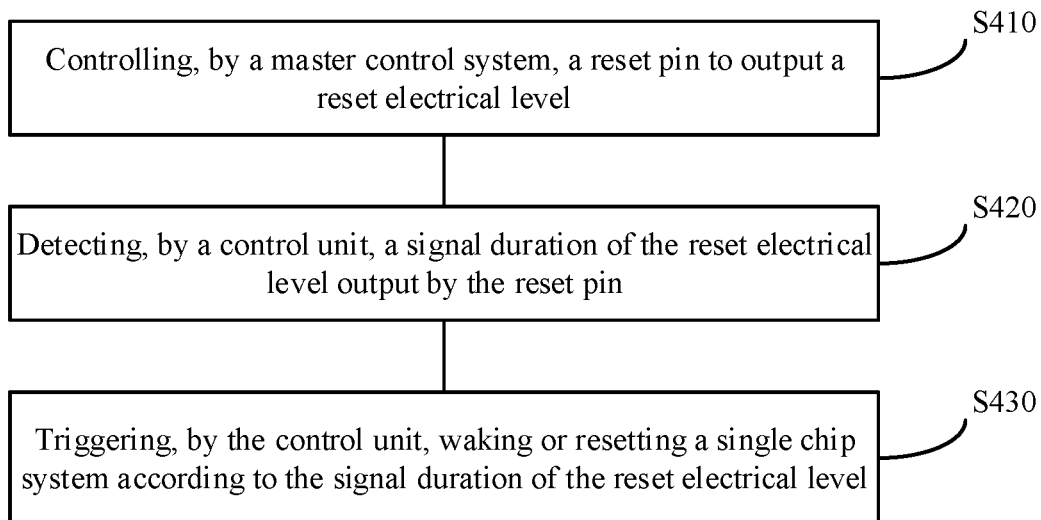 S410
Controlling, by a master control system, a reset pin to output a
reset electrical level
S420
Detecting, by a control unit, a signal duration of the reset electrical
level output by the reset pin
S430
Triggering, by the control unit, waking or resetting a single chip
system according to the signal duration of the reset electrical level